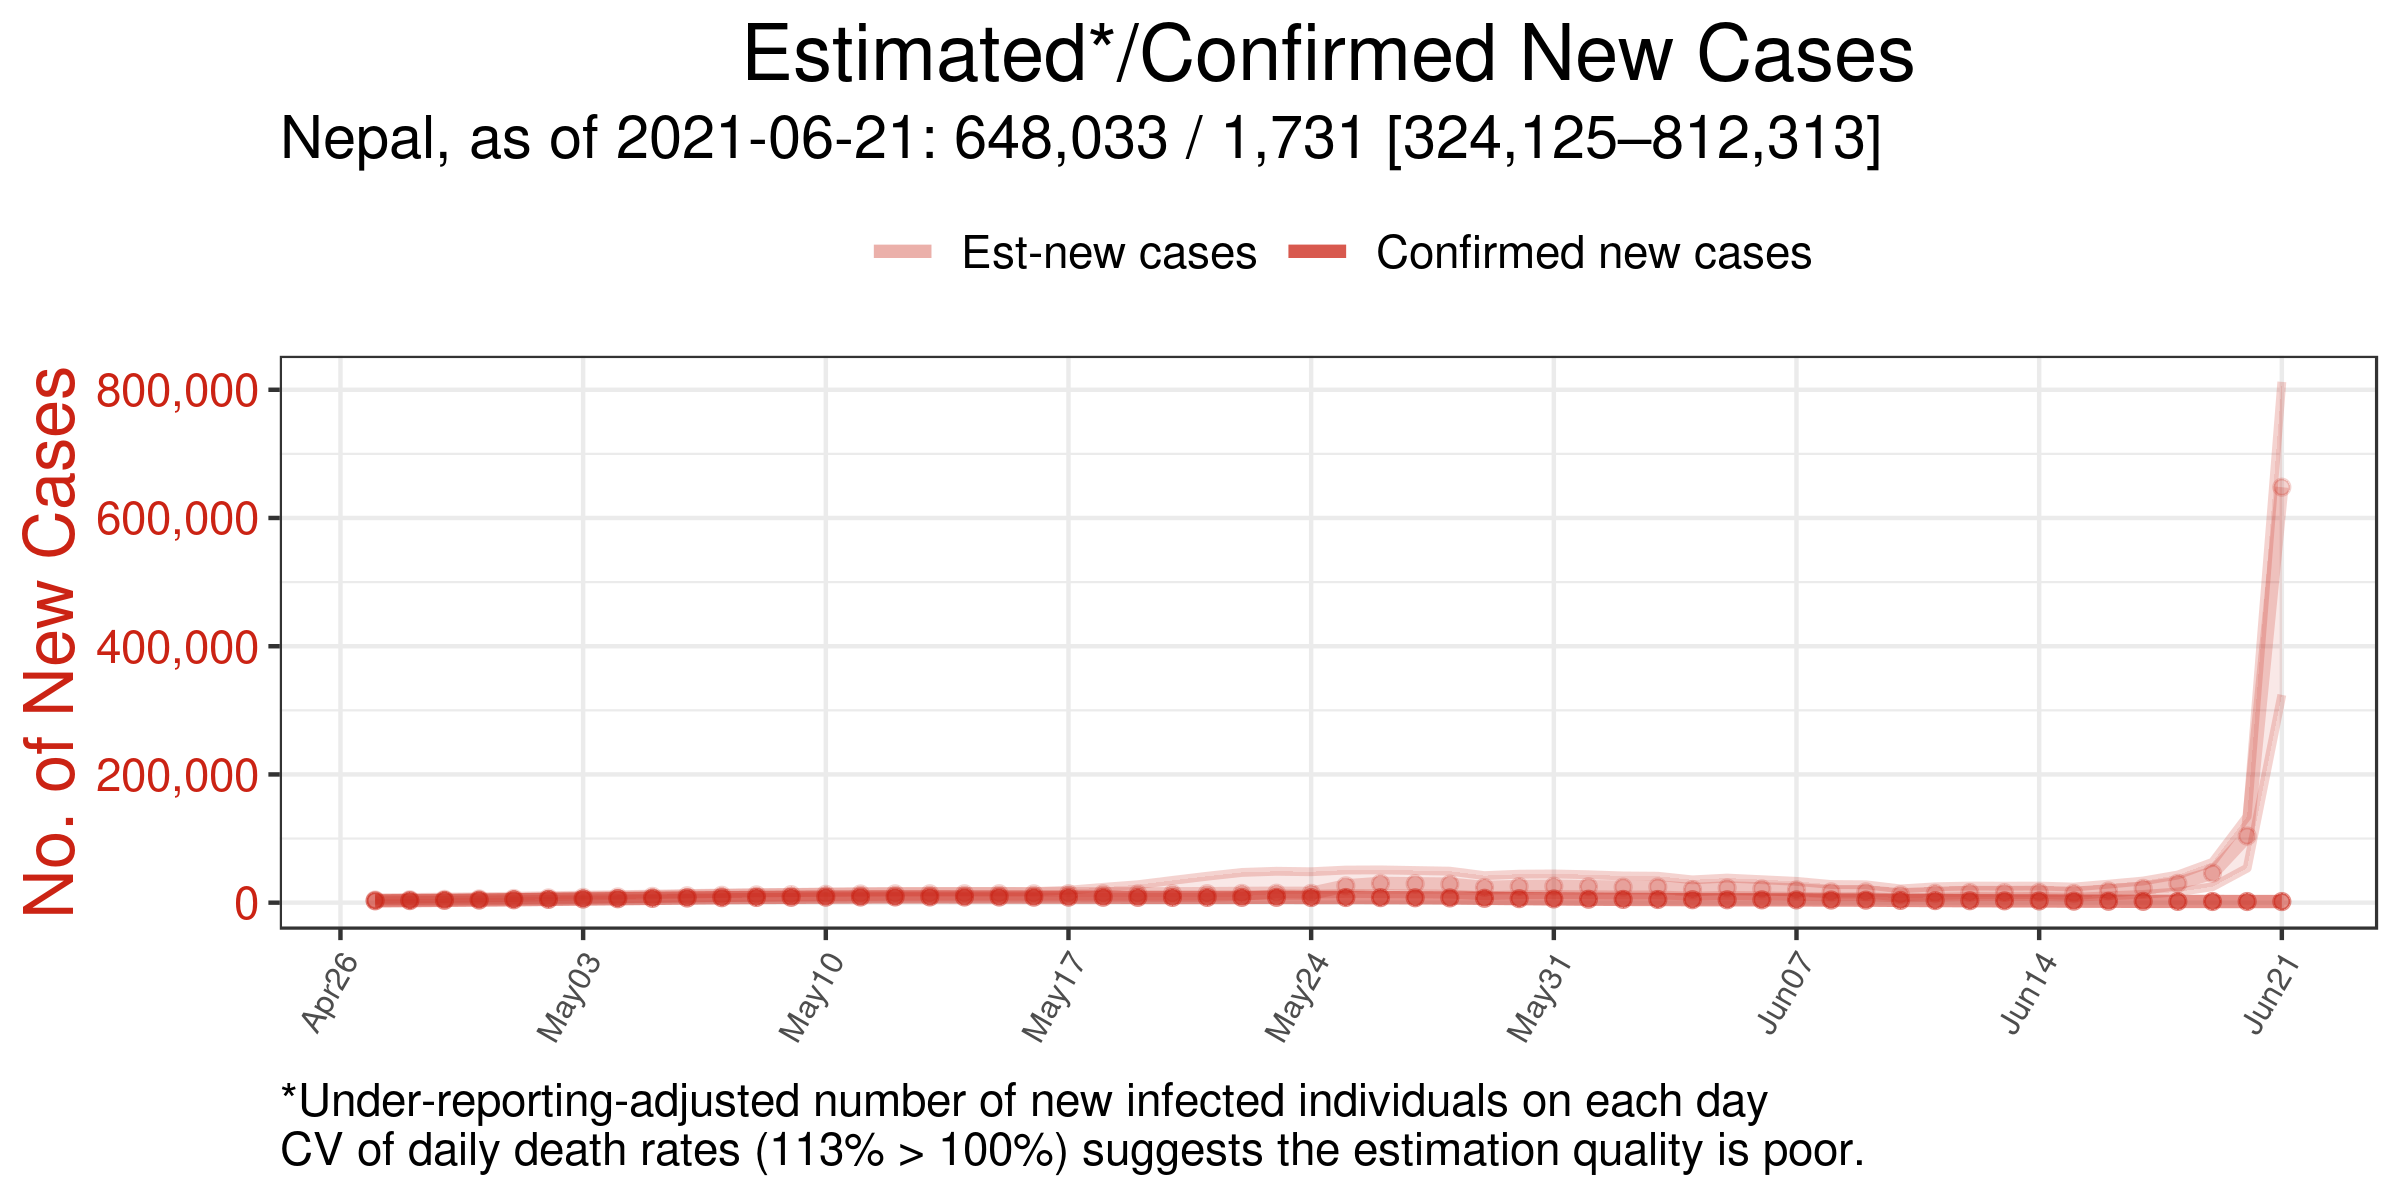 Estimated*/Confirmed New Cases
Nepal, as of 2021-06-21: 648,033 / 1,731 [324,125–812,313]
Est-new cases
Confirmed new cases
No. of New Cases
800,000
600,000
400,000
200,000
0
Apr26
May03
May10
May17
May24
May31
Jun07
Jun14
Jun21
*Under-reporting-adjusted number of new infected individuals on each day
CV of daily death rates (113% > 100%) suggests the estimation quality is poor.